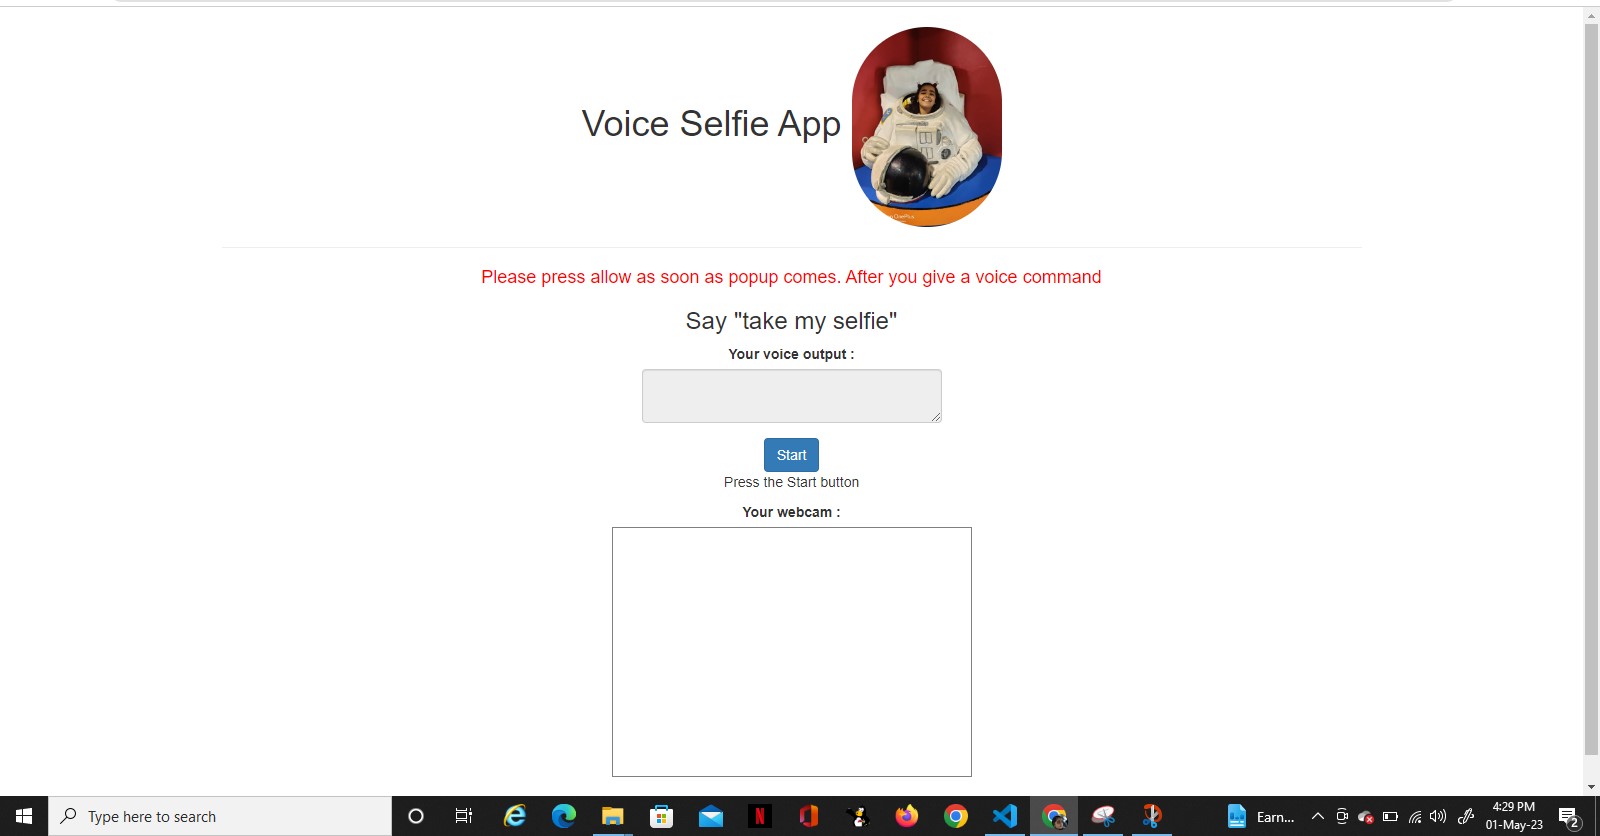 Voice Selfie App
Please press allow as soon as popup comes. After you give a voice command
Say "take my selfie"
Your voice output :
Start
Press the Start button
Your webcam :
Type here to search
Earn...
4:29 PM
01-May-23
2